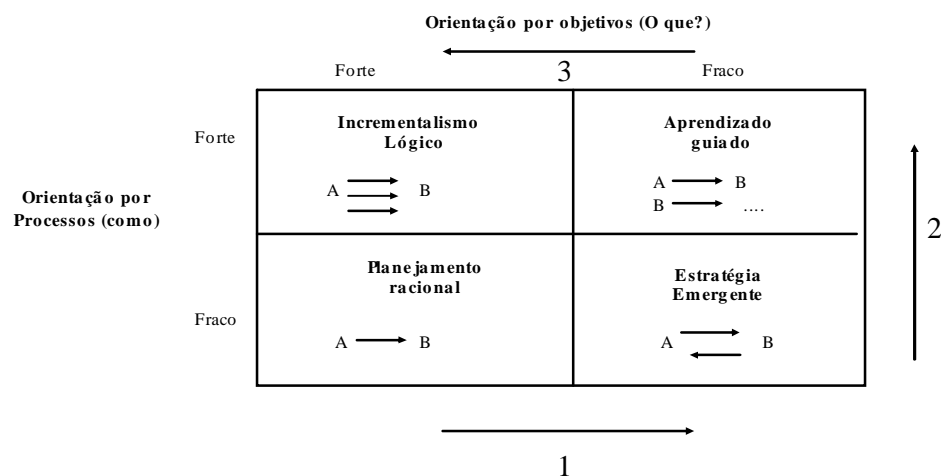 Orientação por objetivos (O que?)
Forte 3 Fraco
Incrementalismo
Lógico
Aprendizado
guiado
Forte
A B
A B
B ....
Orientação por
Processos (como)
2
Planejamento
racional
Estratégia
Emergente
Fraco
A B
A B
1